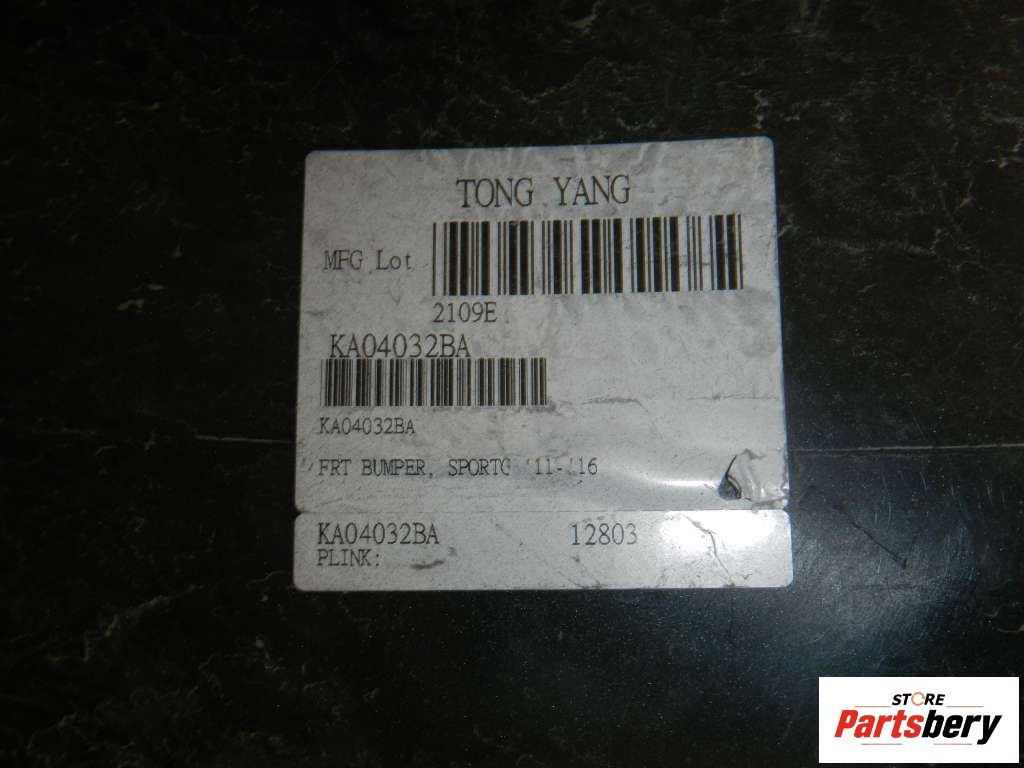 TONG YANG
MFG Lot
2109E
KA04032BA
KA04032BA
FRT BUMPER, SPORTG '11-'16
KA04032BA 12803
PLINK:
STORE
Partsbery